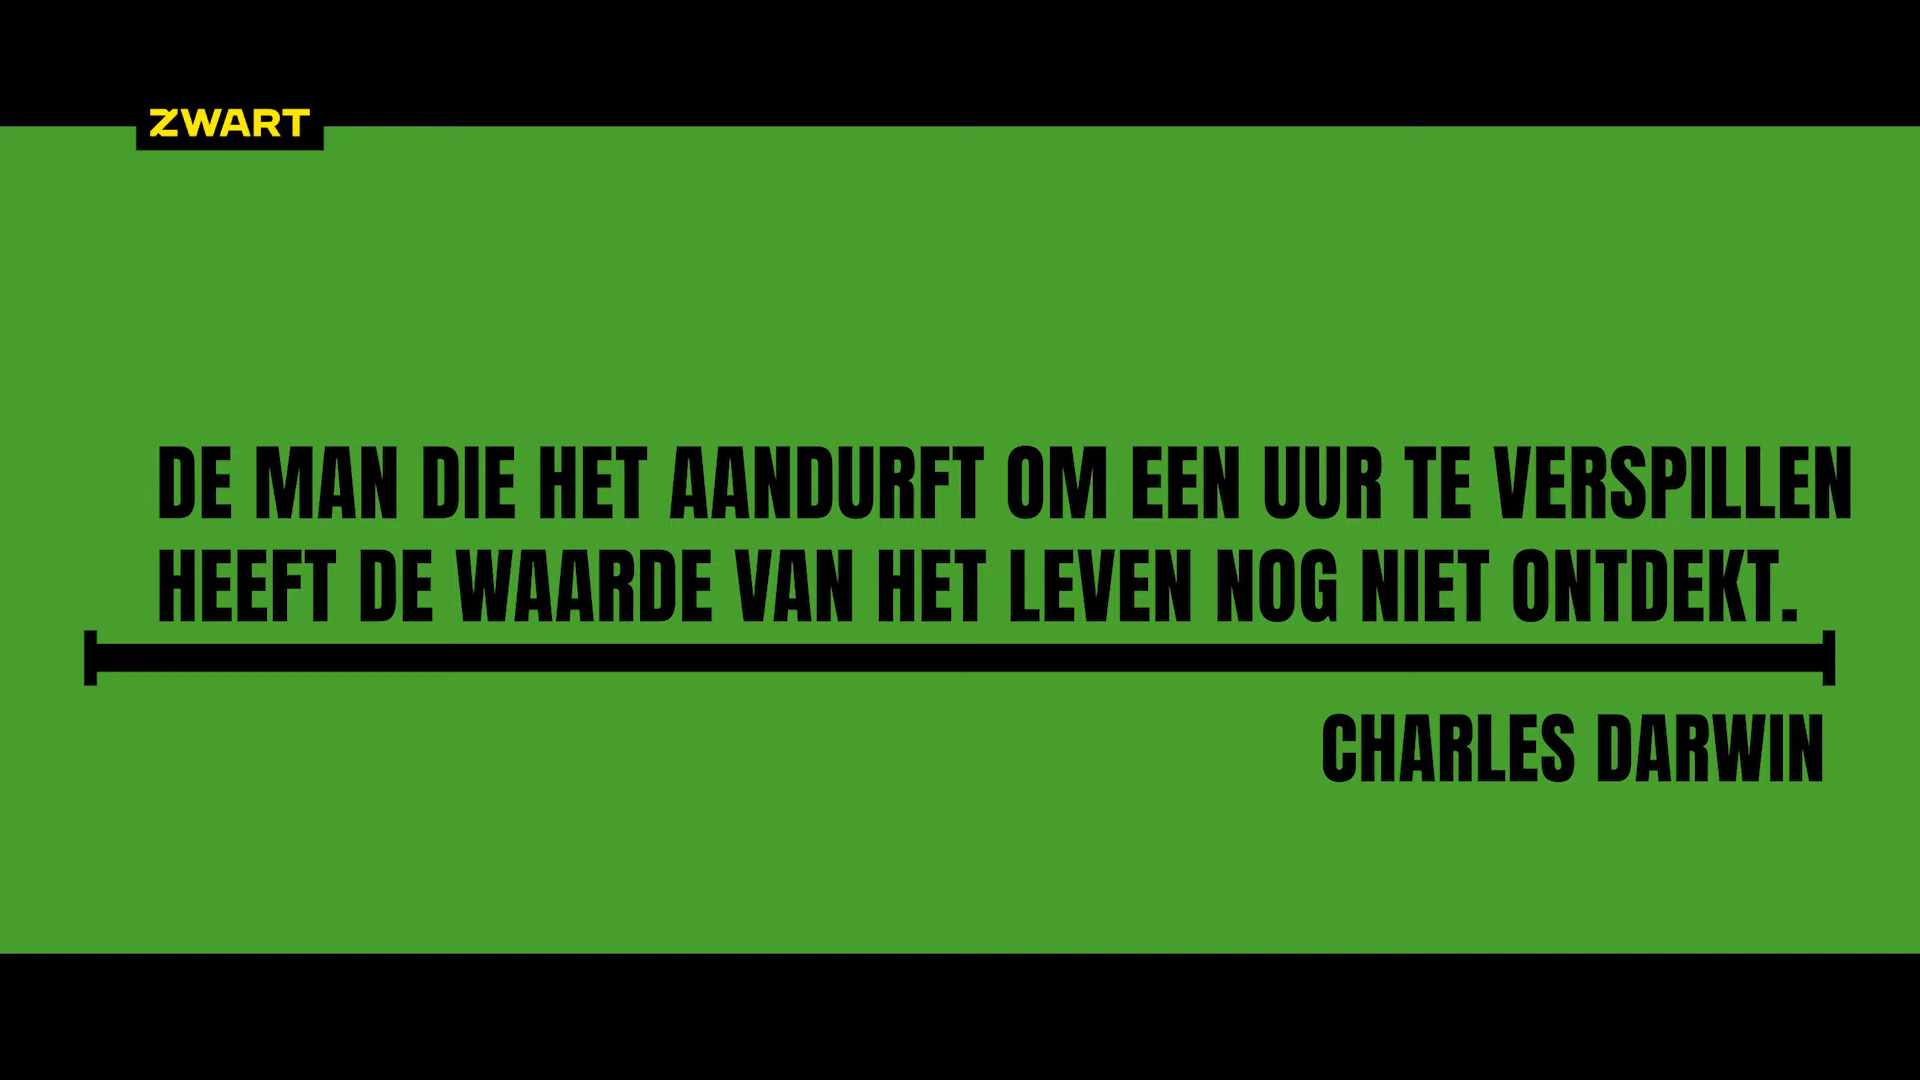 ZWART
DE MAN DIE HET AANDURFT OM EEN UUR TE VERSPILLEN
HEEFT DE WAARDE VAN HET LEVEN NOG NIET ONTDEKT.
CHARLES DARWIN